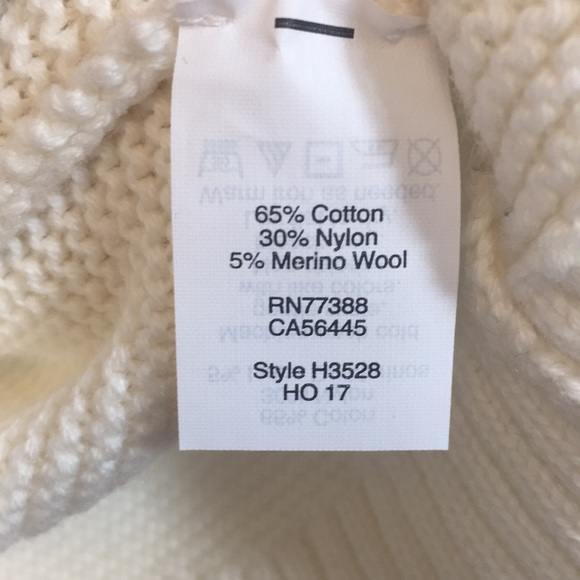 65% Cotton
30% Nylon
5% Merino Wool
RN77388
CA56445
Style H3528
HO 17